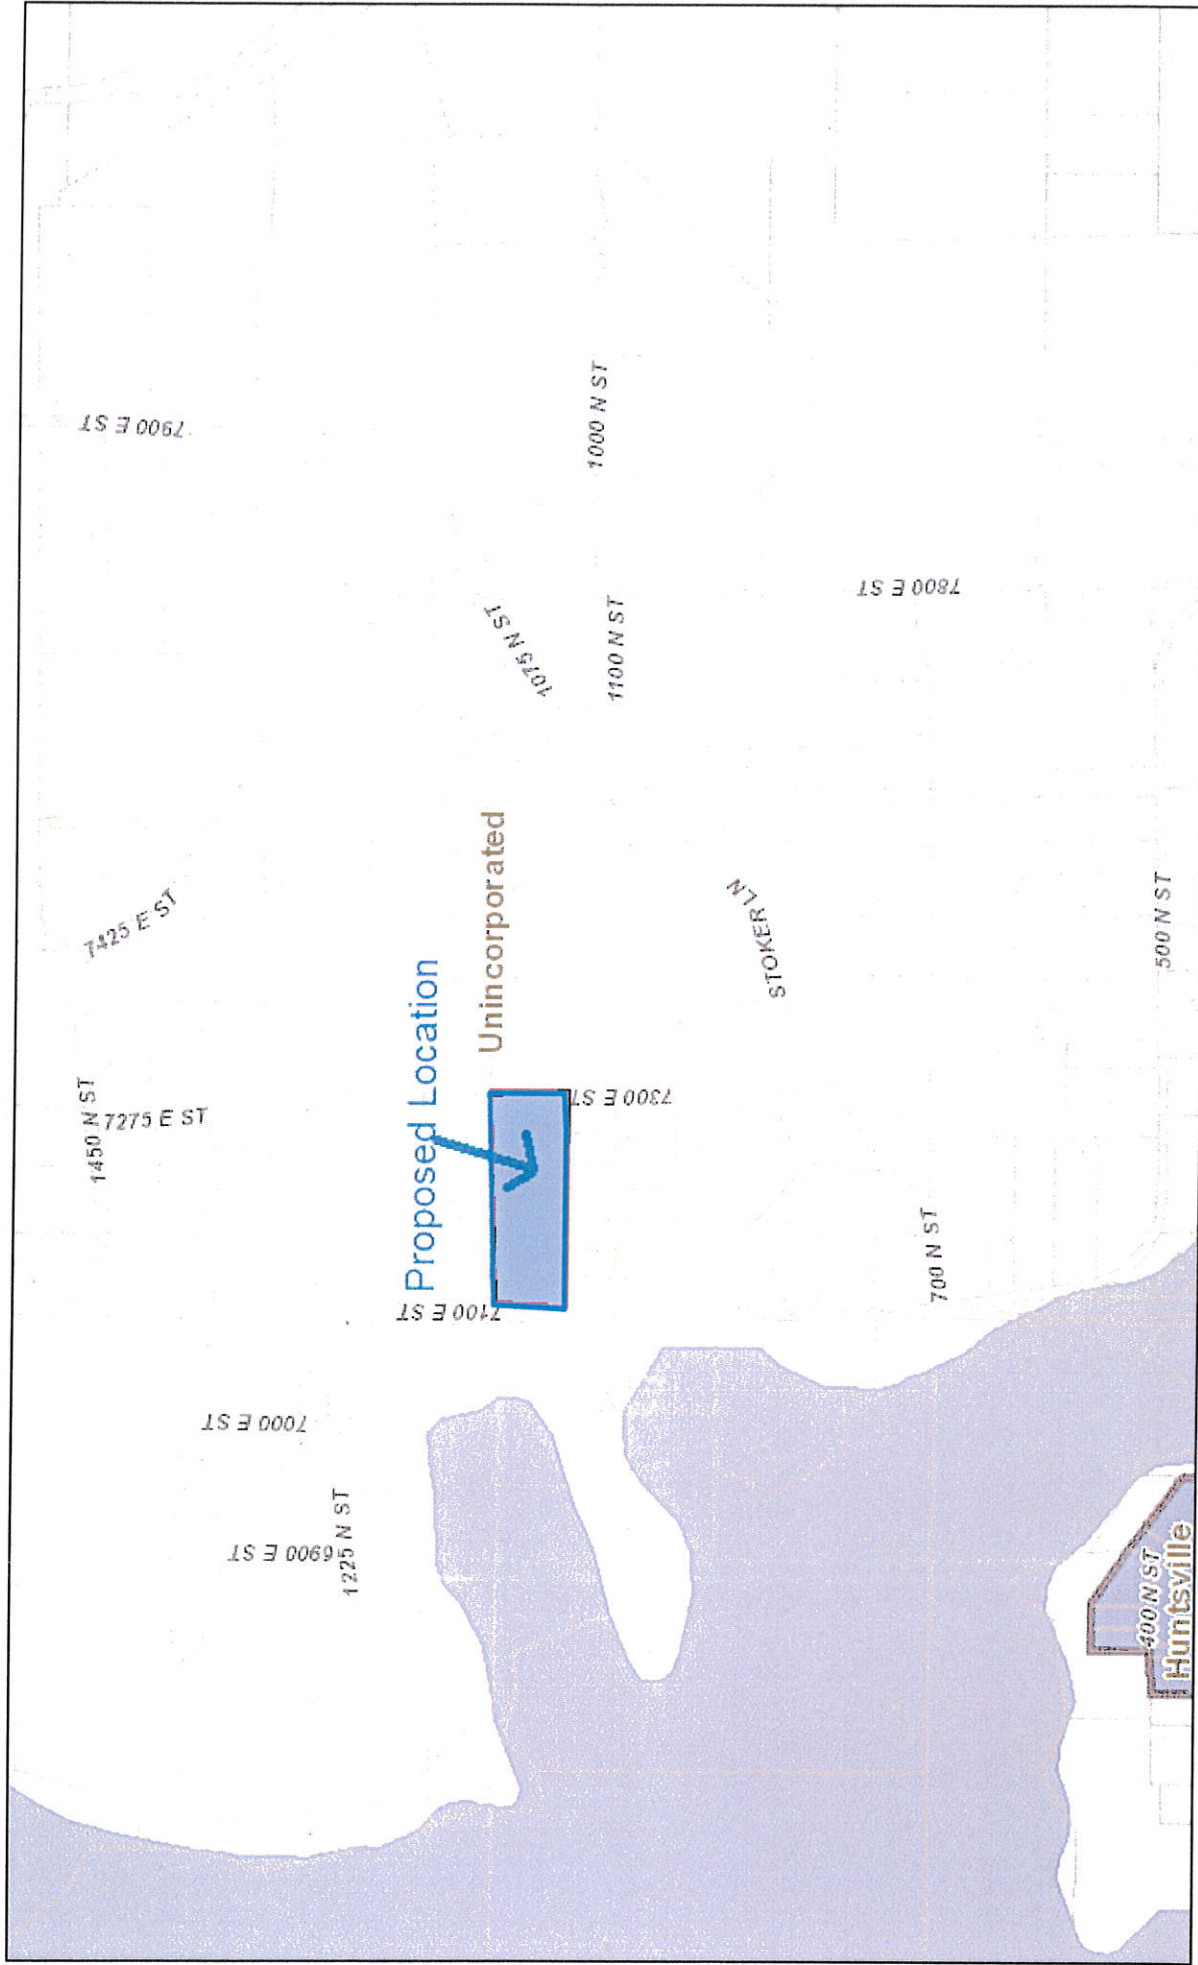 1450 N ST
7275 E ST
7425 E ST
7900 E ST
7000 E ST
6900 E ST
1225 N ST
7100 E ST
Proposed Location
Unincorporated
1075 N ST
1000 N ST
7300 E ST
1100 N ST
STOKER LN
7800 E ST
700 N ST
400 N ST
Huntsville
500 N ST